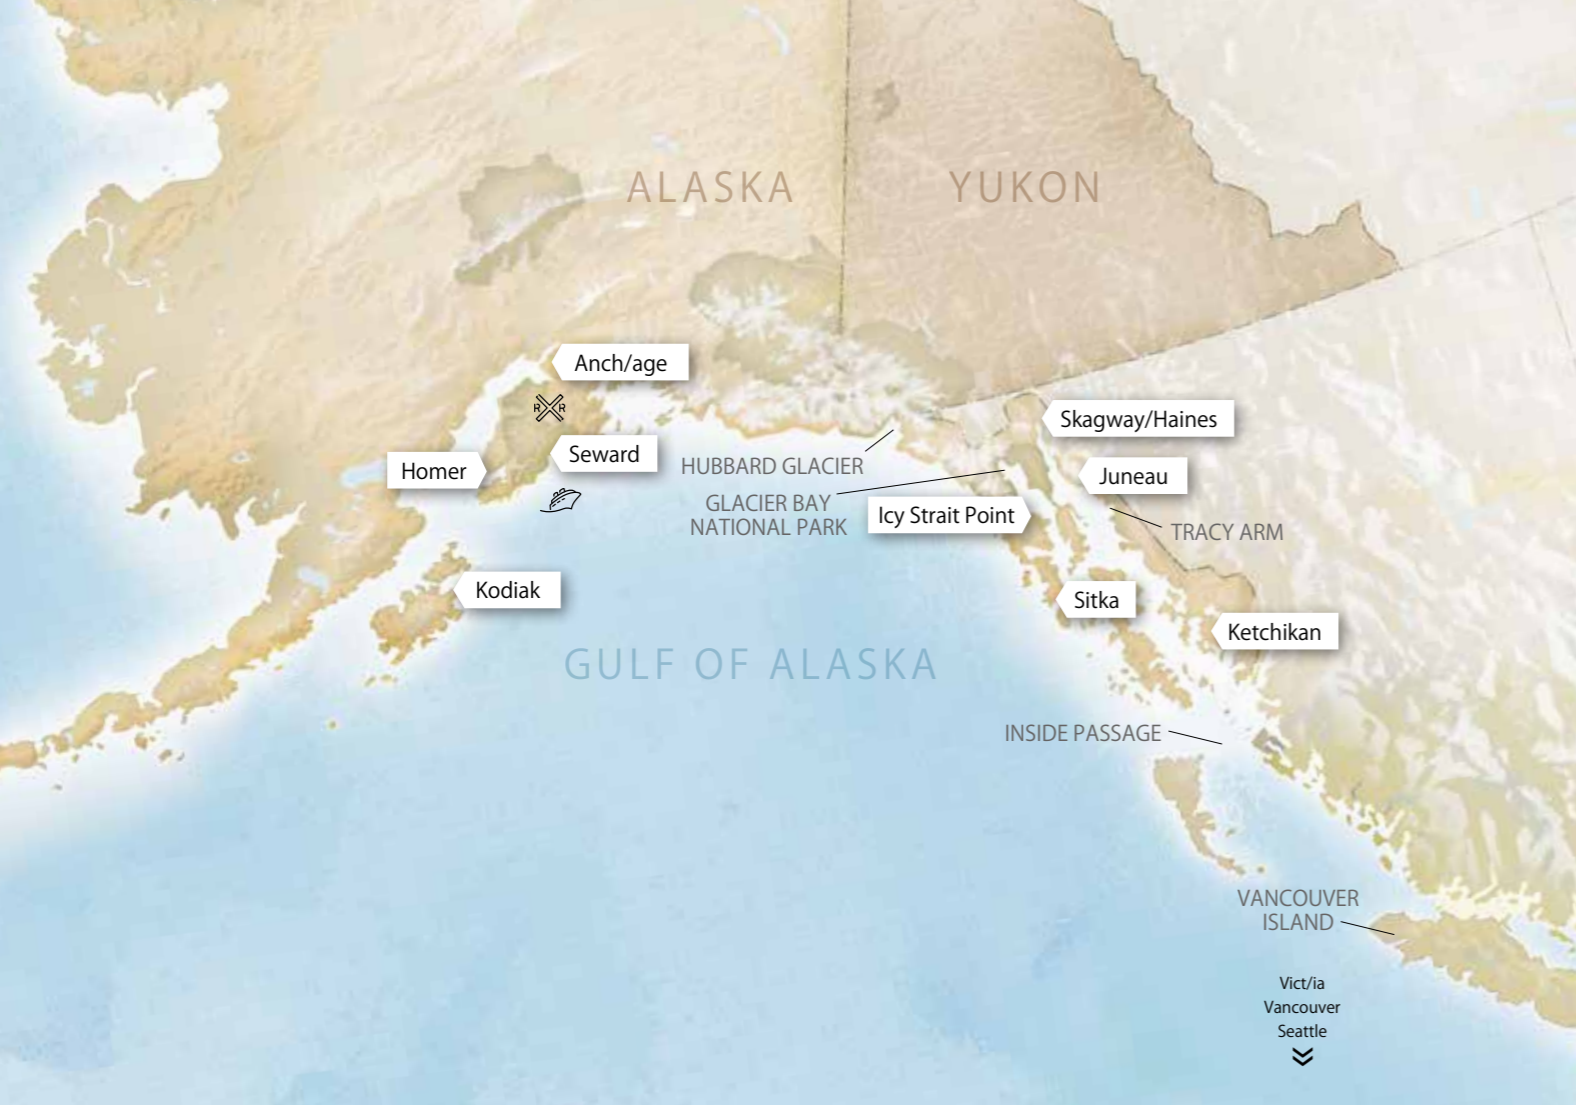 ALASKA
YUKON
Anch/age
R R
Skagway/Haines
Seward
Homer
HUBBARD GLACIER
Juneau
GLACIER BAY
NATIONAL PARK
Icy Strait Point
TRACY ARM
Kodiak
Sitka
Ketchikan
GULF OF ALASKA
INSIDE PASSAGE
VANCOUVER
ISLAND
Vict/ia
Vancouver
Seattle